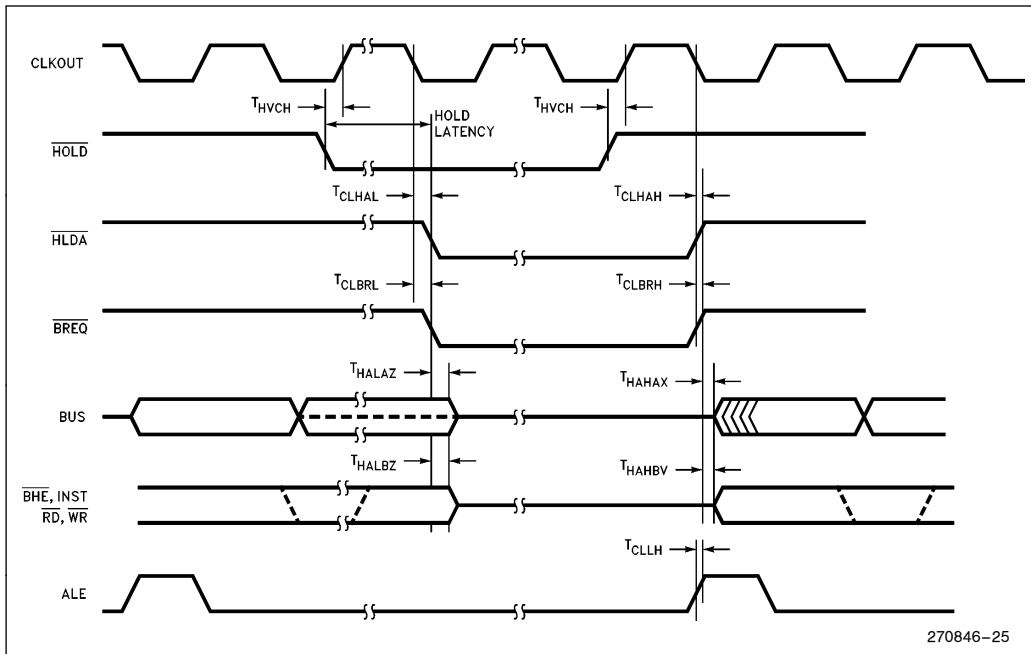 CLKOUT
THVCH
HOLD
LATENCY
THVCH
HOLD
TCLHAL
TCLHAH
HLDA
TCLBRL
TCLBRH
BREQ
THALAZ
THAHAX
BUS
THALBZ
THAHBV
BHE, INST
RD, WR
TCLLH
ALE
270846-25